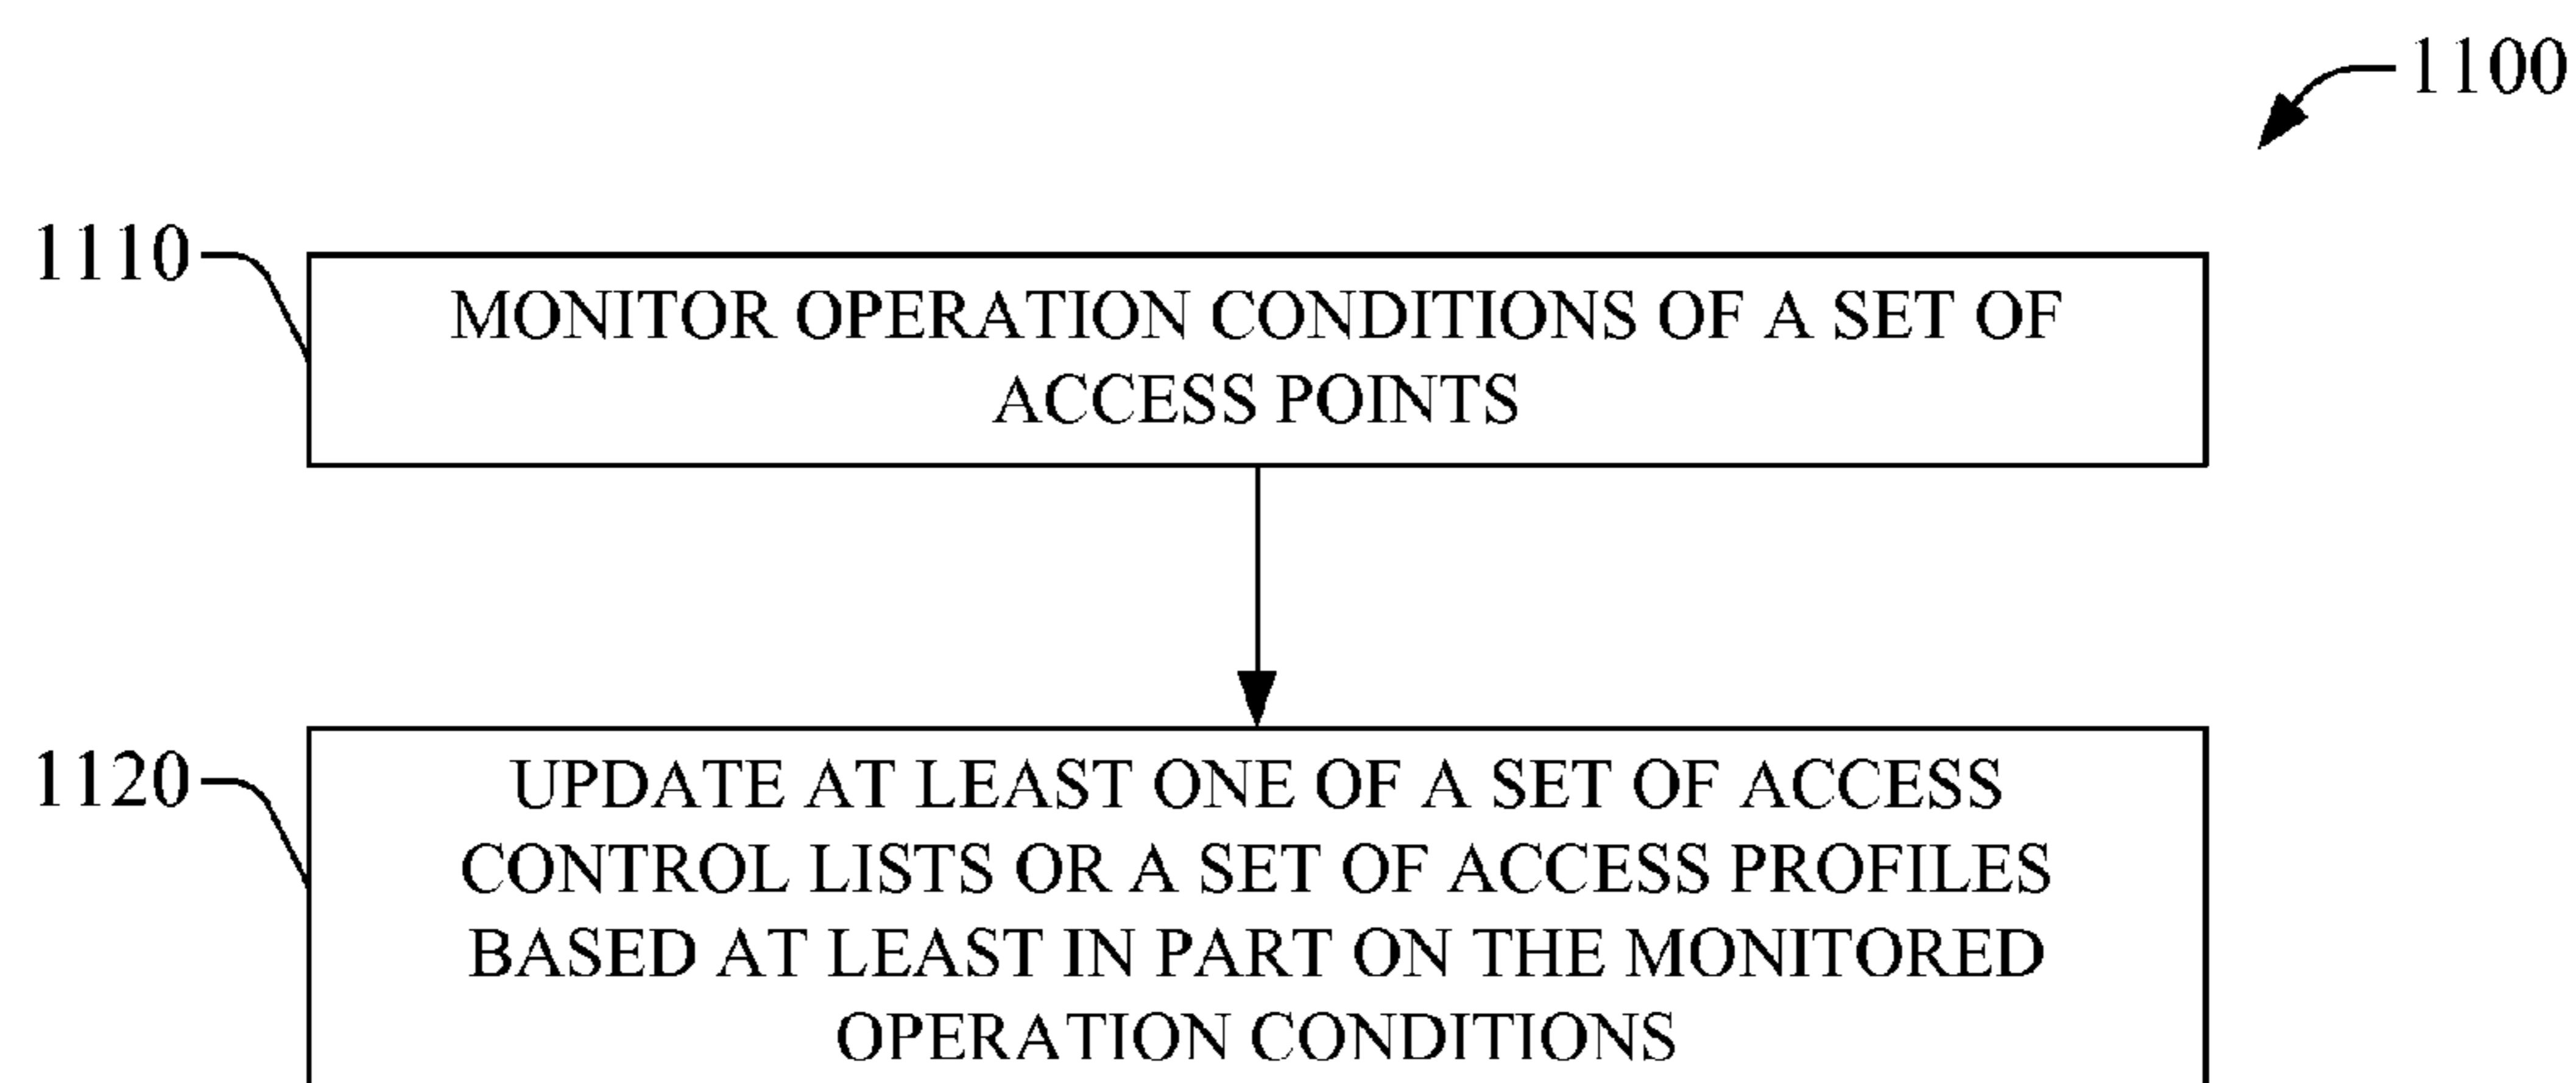 1100
1110
MONITOR OPERATION CONDITIONS OF A SET OF
ACCESS POINTS
1120
UPDATE AT LEAST ONE OF A SET OF ACCESS
CONTROL LISTS OR A SET OF ACCESS PROFILES
BASED AT LEAST IN PART ON THE MONITORED
OPERATION CONDITIONS